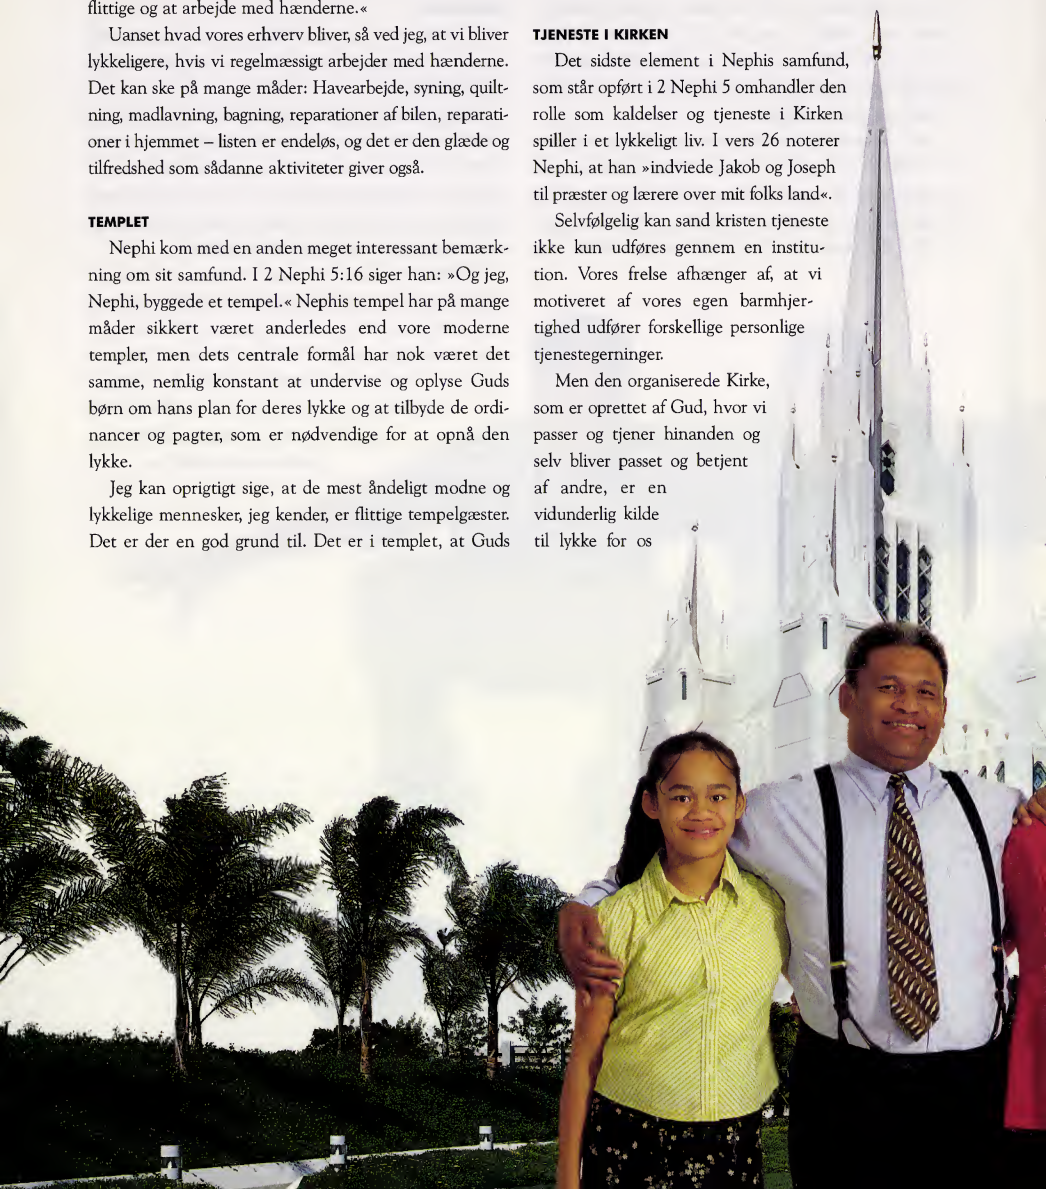 flittige og at arbejde med hænderne.«
Uanset hvad vores erhverv bliver, så ved jeg, at vi bliver
lykkeligere, hvis vi regelmæssigt arbejder med hænderne.
Det kan ske på mange måder: Havearbejde, syning, quilt-
ning, madlavning, bagning, reparationer af bilen, reparati-
oner i hjemmet – listen er endeløs, og det er den glæde og
tilfredshed som sådanne aktiviteter giver også.
TEMPLET
Nephi kom med en anden meget interessant bemærk-
ning om sit samfund. I 2 Nephi 5:16 siger han: »Og jeg,
Nephi, byggede et tempel.« Nephis tempel har på mange
måder sikkert været anderledes end vore moderne
templer, men dets centrale formål har nok været det
samme, nemlig konstant at undervise og oplyse Guds
børn om hans plan for deres lykke og at tilbyde de ordi-
nancer og pagter, som er nødvendige for at opnå den
lykke.
Jeg kan oprigtigt sige, at de mest åndeligt modne og
lykkelige mennesker, jeg kender, er flittige tempelgæster.
Det er der en god grund til. Det er i templet, at Guds
TJENESTE I KIRKEN
Det sidste element i Nephis samfund,
som står opført i 2 Nephi 5 omhandler den
rolle som kaldelser og tjeneste i Kirken
spiller i et lykkeligt liv. I vers 26 noterer
Nephi, at han »indviede Jakob og Joseph
til præster og lærere over mit folks land«.
Selvfølgelig kan sand kristen tjeneste
ikke kun udføres gennem en institu-
tion. Vores frelse afhænger af, at vi
motiveret af vores egen barmhjer-
tighed udfører forskellige personlige
tjenestegerninger.
Men den organiserede Kirke,
som er oprettet af Gud, hvor vi
passer og tjener hinanden og
selv bliver passet og betjent
af andre, er en
vidunderlig kilde
til lykke for os